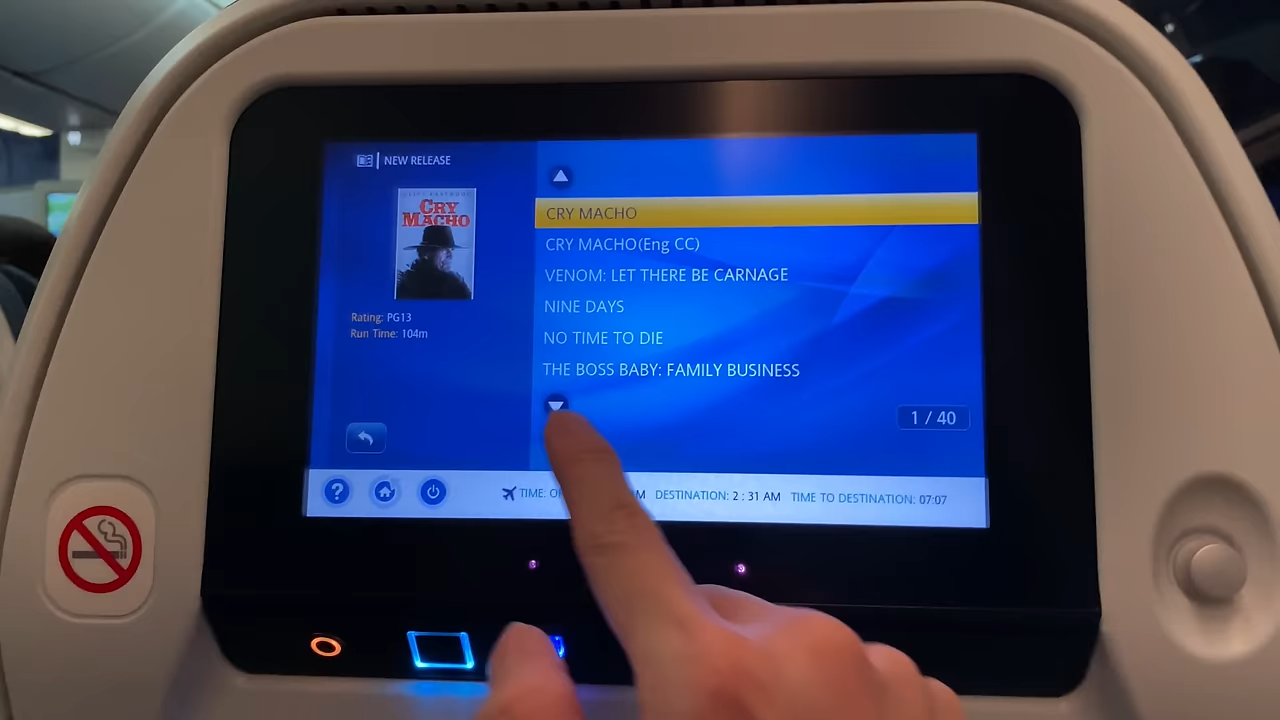 NEW RELEASE
CRY
MACHO
Rating: PG13
Run Time: 104m
CRY MACHO
CRY MACHO(Eng CC)
VENOM: LET THERE BE CARNAGE
NINE DAYS
NO TIME TO DIE
THE BOSS BABY: FAMILY BUSINESS
1 / 40
?
TIME: M DESTINATION: 2 : 31 AM TIME TO DESTINATION: 07:07